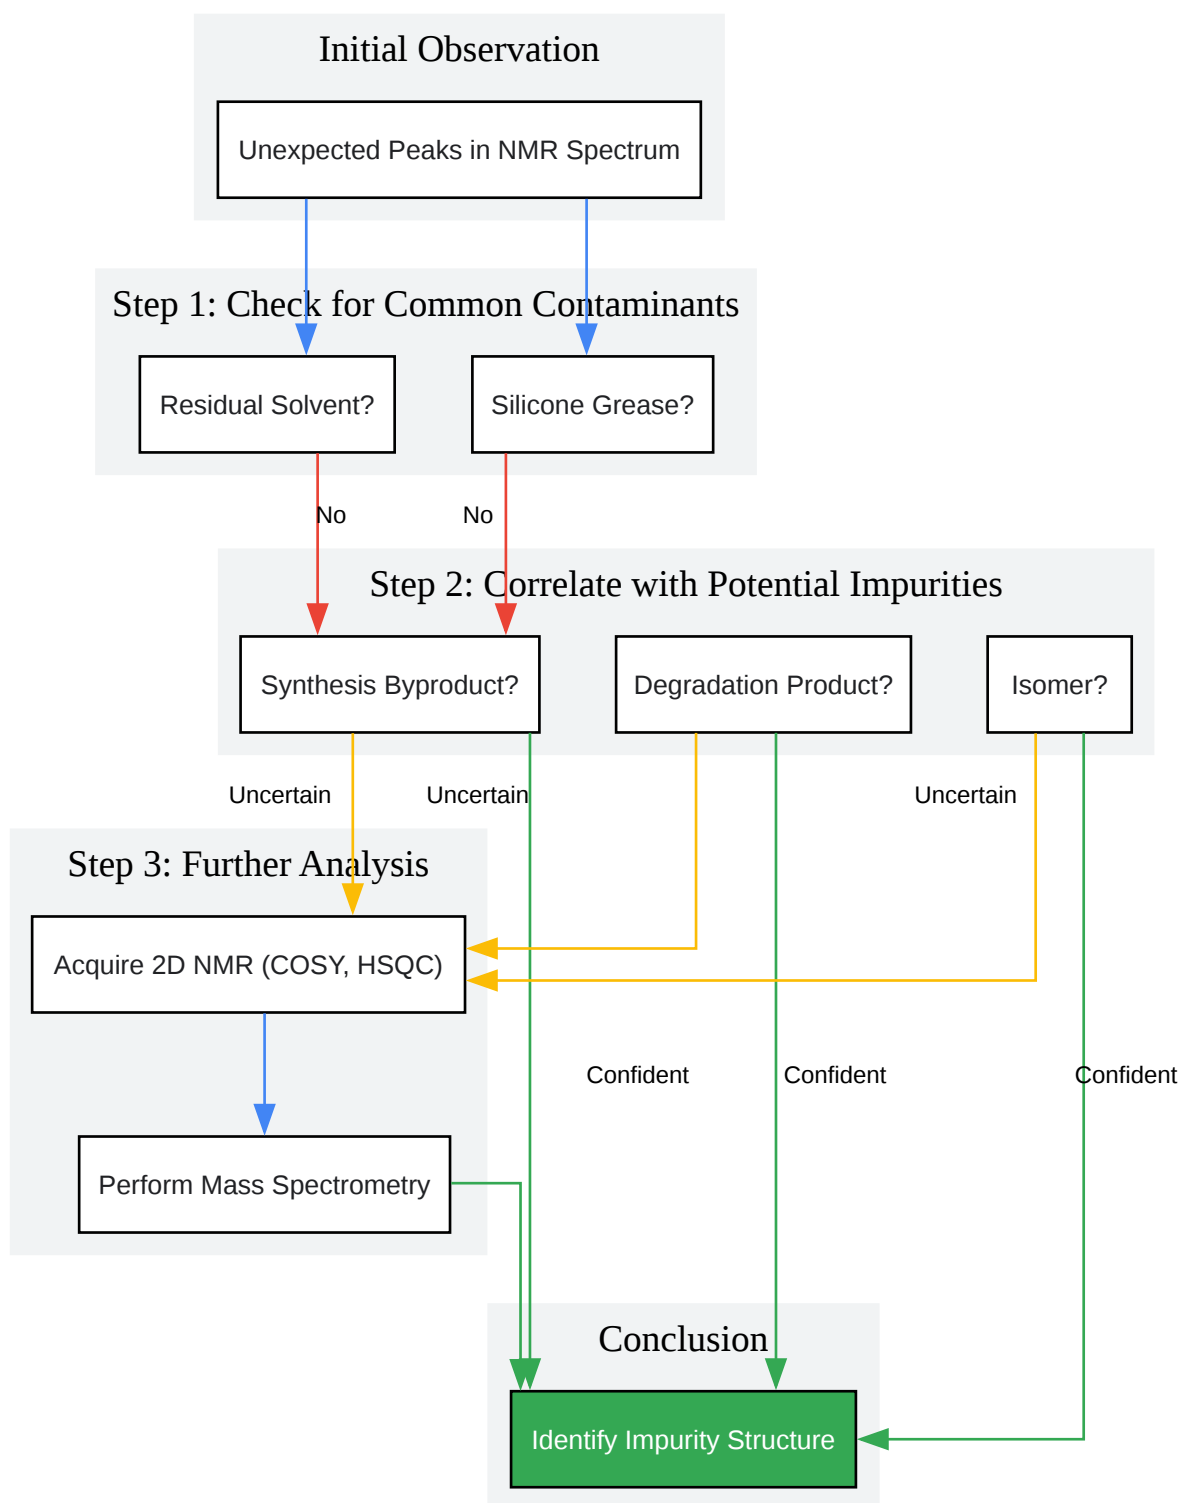 Initial Observation
Unexpected Peaks in NMR Spectrum
Step 1: Check for Common Contaminants
Residual Solvent?
Silicone Grease?
No
No
Step 2: Correlate with Potential Impurities
Synthesis Byproduct?
Degradation Product?
Isomer?
Uncertain
Uncertain
Uncertain
Step 3: Further Analysis
Acquire 2D NMR (COSY, HSQC)
Confident
Confident
Confident
Perform Mass Spectrometry
Conclusion
Identify Impurity Structure